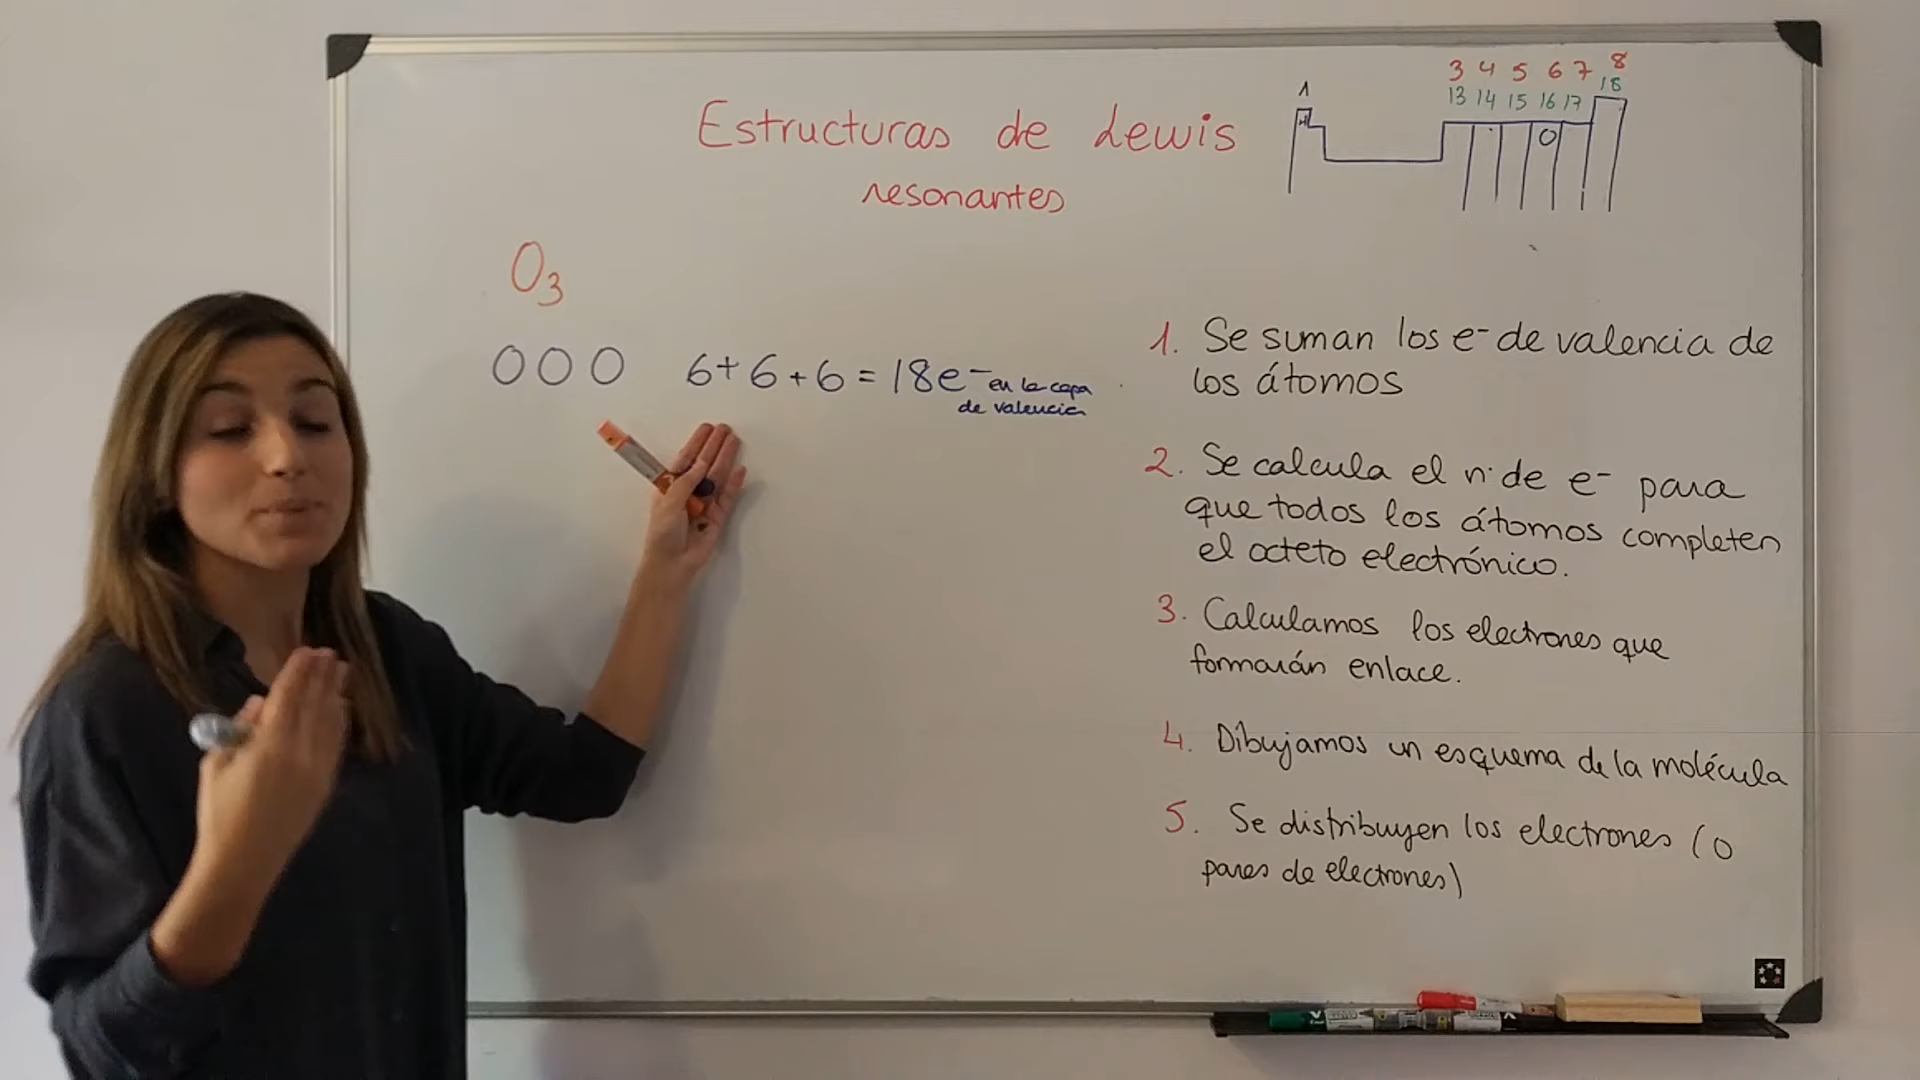 Estructuras de Lewis
resonantes
1
3 4 5 6 7 8
13 14 15 16 17 18
H
O
O3
O O O 6+6+6=18e- en la capa
de valencia
1. Se suman los e- de valencia de
los átomos
2. Se calcula el nº de e- para
que todos los átomos completen
el octeto electrónico.
3. Calculamos los electrones que
formarán enlace.
4. Dibujamos un esquema de la molécula
5. Se distribuyen los electrones (o
pares de electrones)